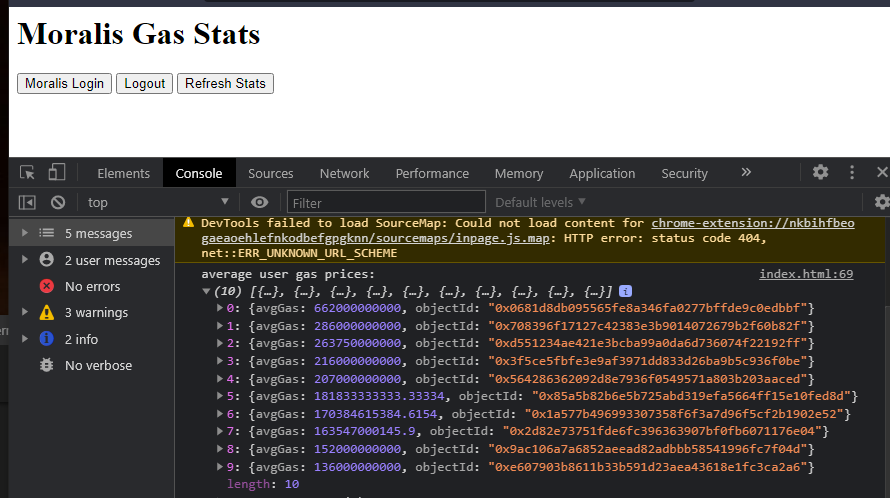 Moralis Gas Stats
Moralis Login Logout Refresh Stats
Elements Console Sources Network Performance Memory Application Security »
top Filter Default levels
5 messages
2 user messages
No errors
3 warnings
2 info
No verbose
DevTools failed to load SourceMap: Could not load content for chrome-extension://nkbihfbeo
gaeaoehlefnkodbefgpgknn/sourcemaps/inpage.js.map: HTTP error: status code 404,
net::ERR_UNKNOWN_URL_SCHEME
average user gas prices: index.html:69
(10) [{…}, {…}, {…}, {…}, {…}, {…}, {…}, {…}, {…}, {…}]
0: {avgGas: 662000000000, objectId: "0x0681d8db095565fe8a346fa0277bffde9c0edbbf"}
1: {avgGas: 286000000000, objectId: "0x708396f17127c42383e3b9014072679b2f60b82f"}
2: {avgGas: 263750000000, objectId: "0xd551234ae421e3bcba99a0da6d736074f22192ff"}
3: {avgGas: 216000000000, objectId: "0x3f5ce5fbfe3e9af3971dd833d26ba9b5c936f0be"}
4: {avgGas: 207000000000, objectId: "0x564286362092d8e7936f0549571a803b203aaced"}
5: {avgGas: 181833333333.33334, objectId: "0x85a5b82b6e5b725abd319efa5664ff15e10fed8d"}
6: {avgGas: 170384615384.6154, objectId: "0x1a577b496993307358f6f3a7d96f5cf2b1902e52"}
7: {avgGas: 163547000145.9, objectId: "0x2d82e73751fde6fc396363907bf0fb6071176e04"}
8: {avgGas: 152000000000, objectId: "0x9ac106a7a6852aeead82adbbb58541996fc7f04d"}
9: {avgGas: 136000000000, objectId: "0xe607903b8611b33b591d23aea43618e1fc3ca2a6"}
length: 10